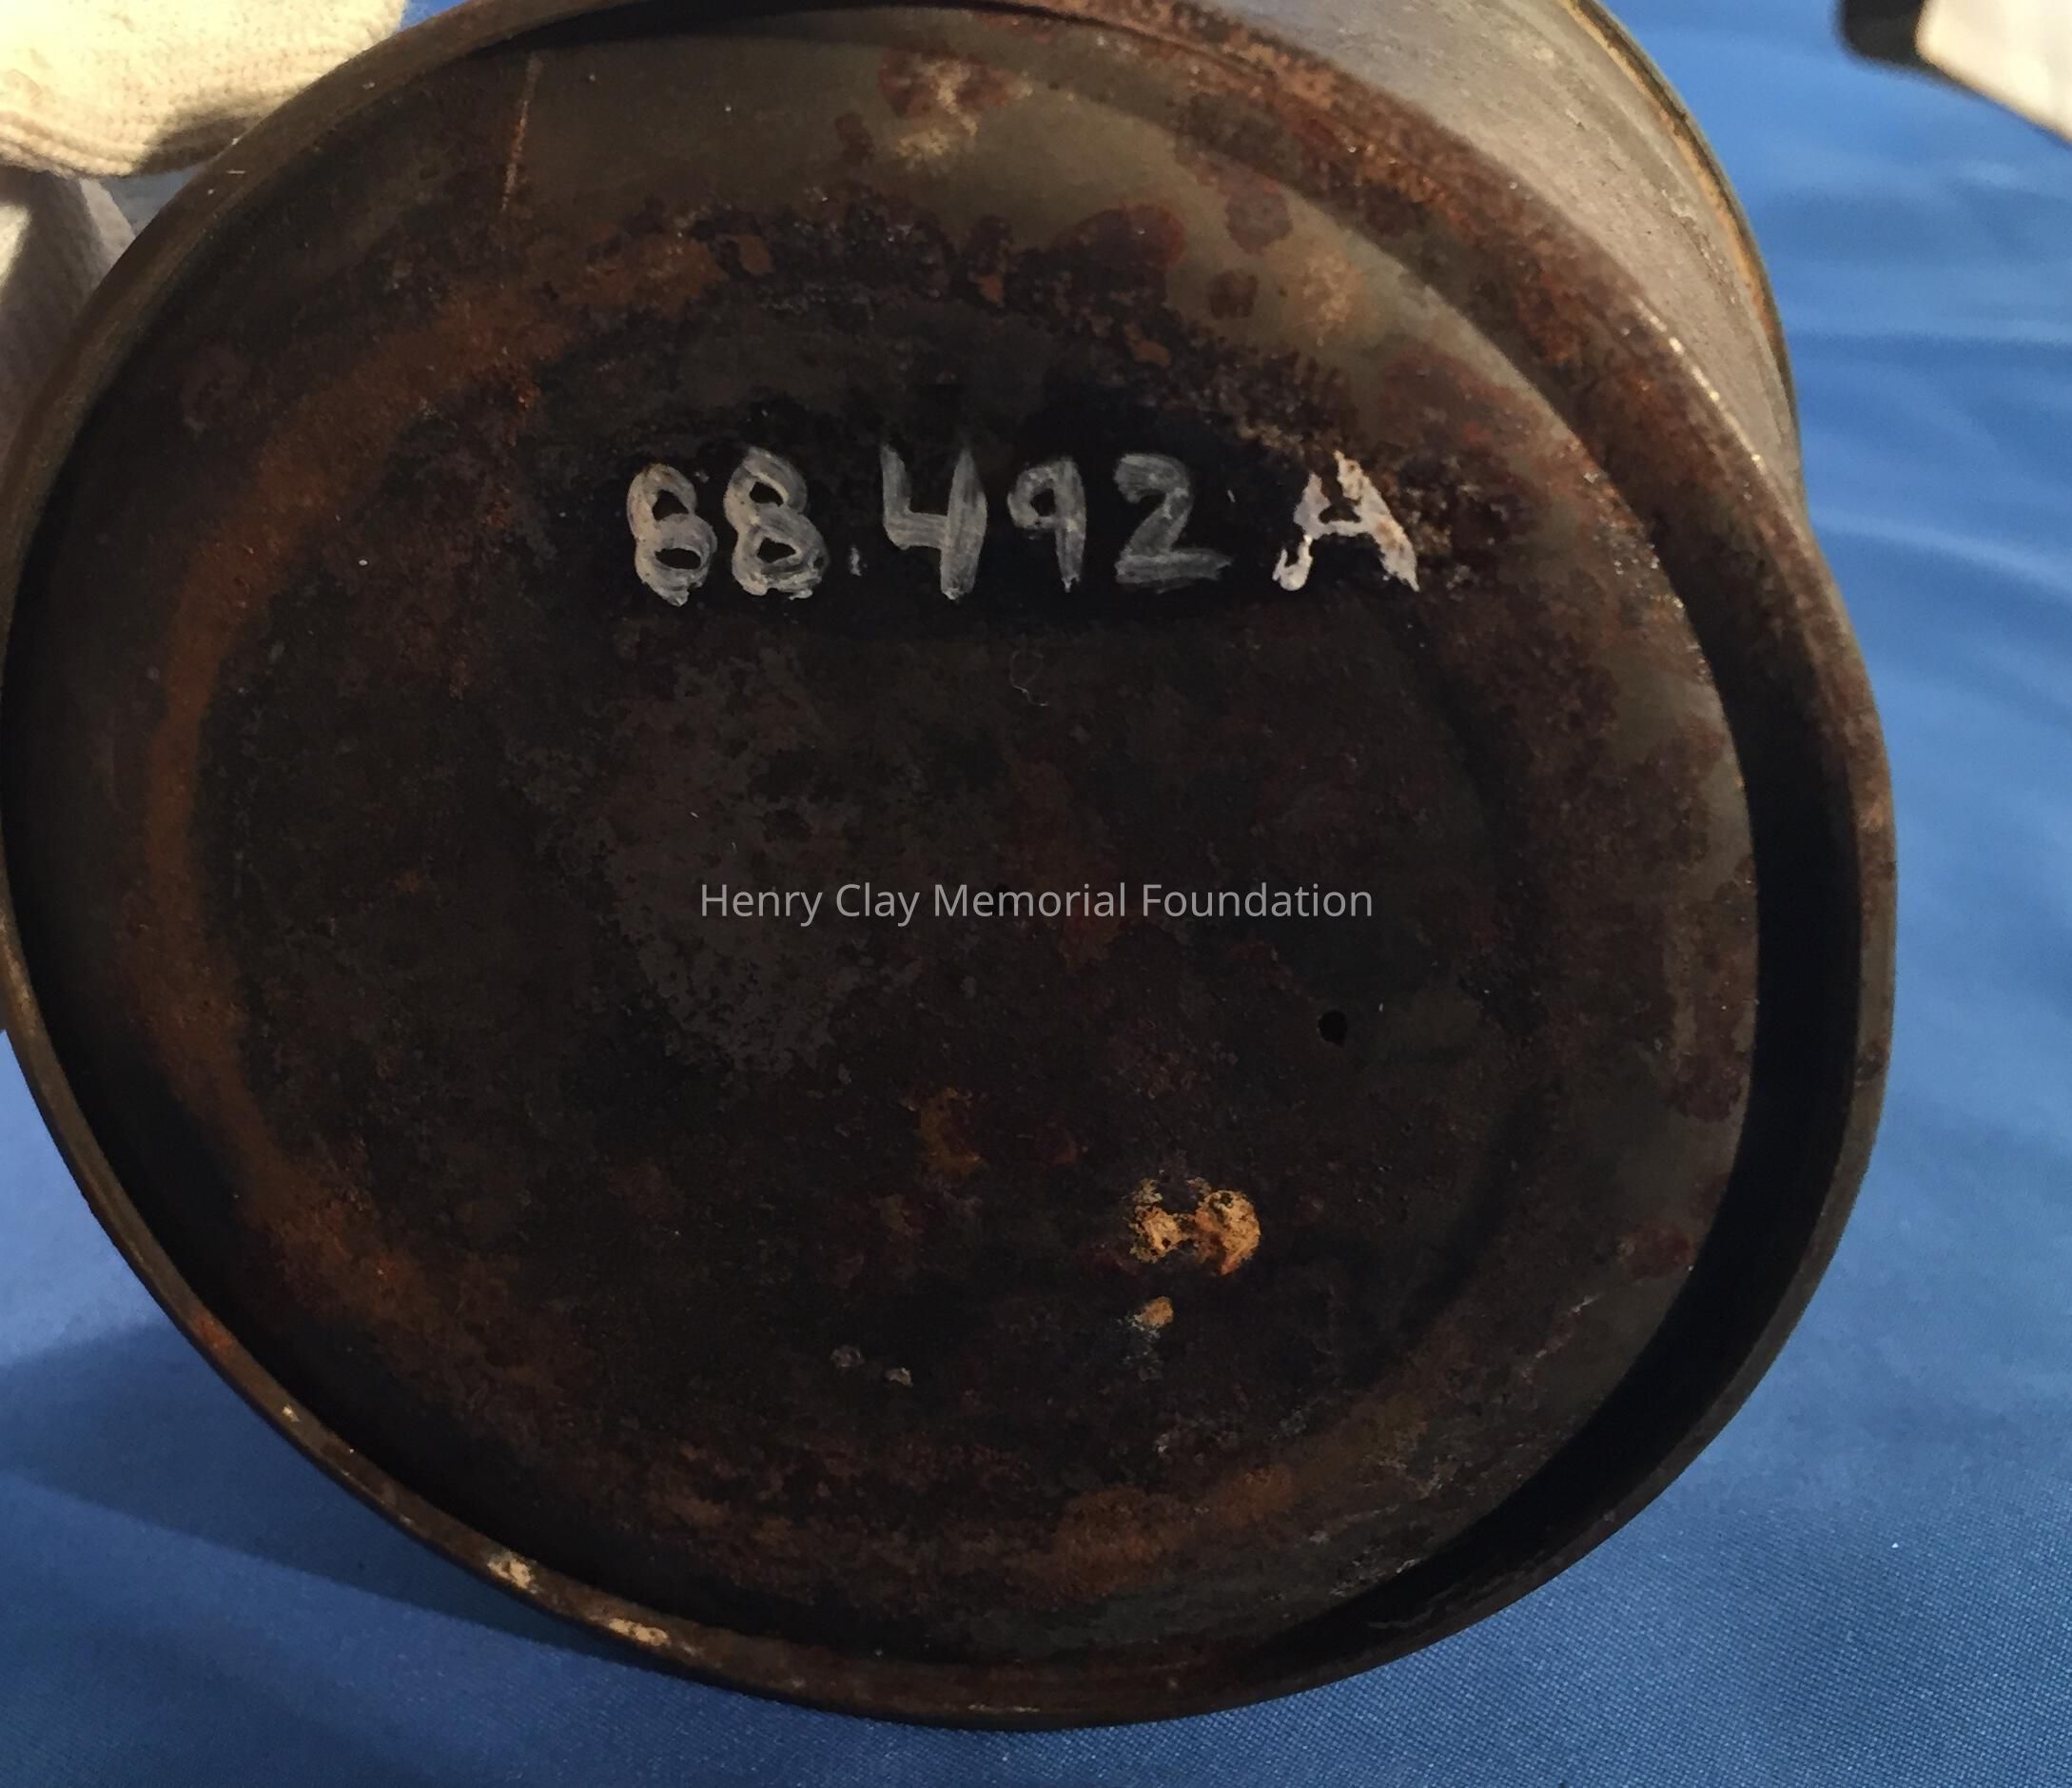 88.492 A
Henry Clay Memorial Foundation